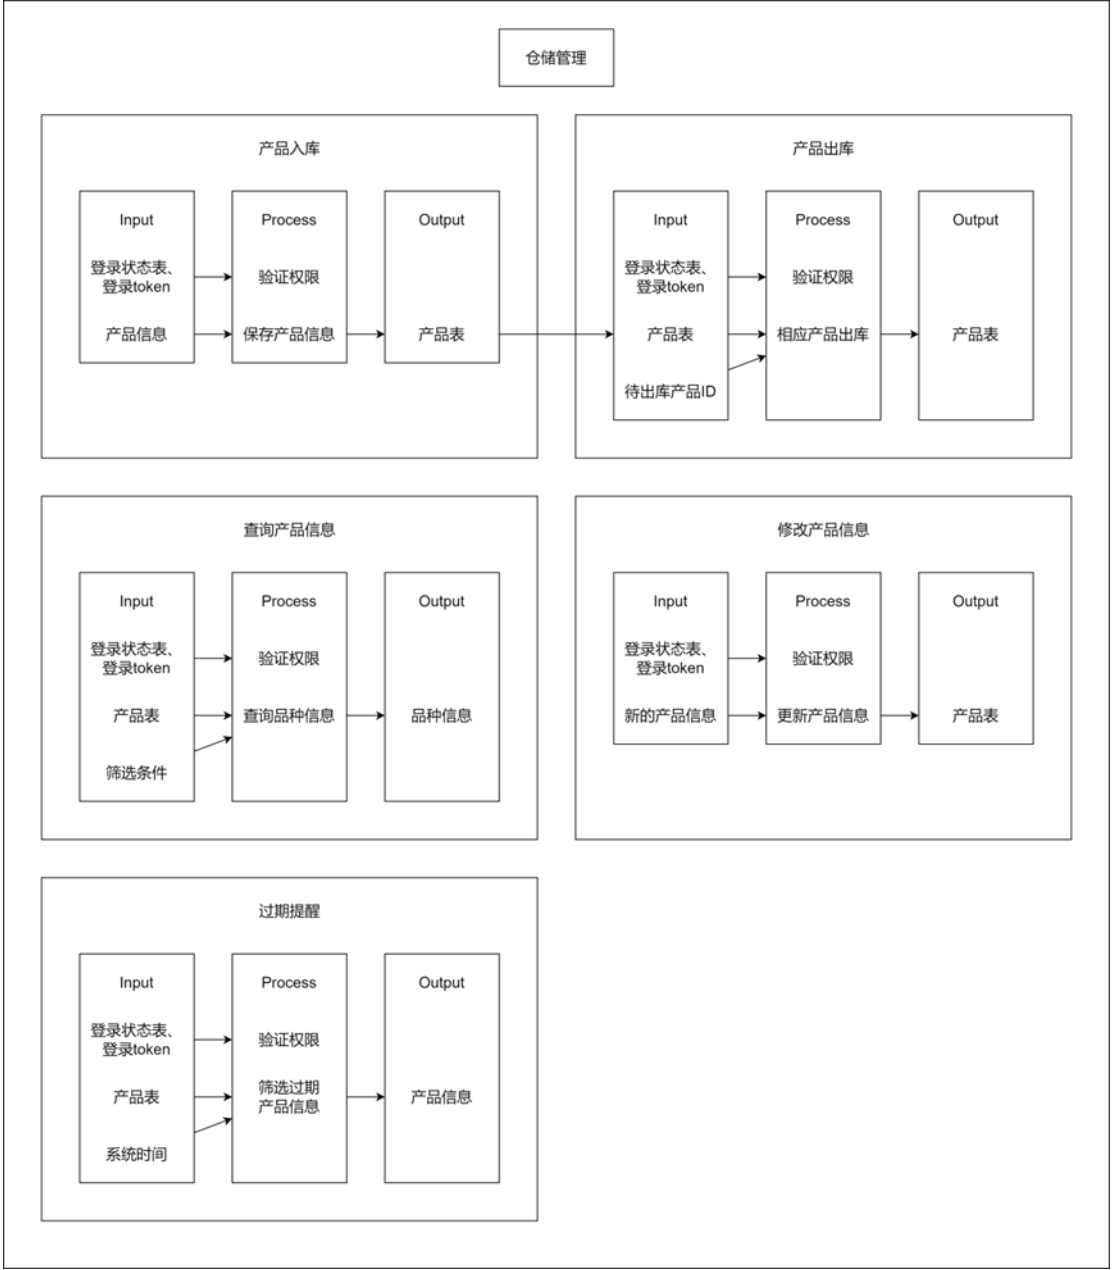 仓储管理
产品入库
Input
登录状态表、
登录token
产品信息
Process
验证权限
保存产品信息
Output
产品表
产品出库
Input
登录状态表、
登录token
产品表
待出库产品ID
Process
验证权限
相应产品出库
Output
产品表
查询产品信息
Input
登录状态表、
登录token
产品表
筛选条件
Process
验证权限
查询品种信息
Output
品种信息
修改产品信息
Input
登录状态表、
登录token
新的产品信息
Process
验证权限
更新产品信息
Output
产品表
过期提醒
Input
登录状态表、
登录token
产品表
系统时间
Process
验证权限
筛选过期
产品信息
Output
产品信息